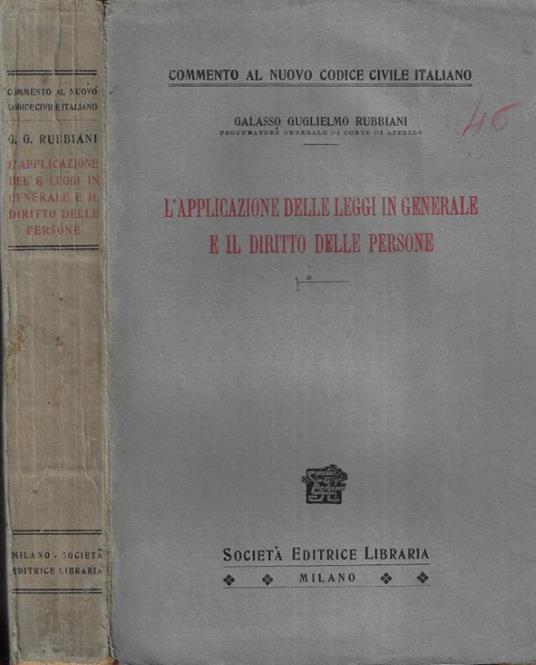 COMMENTO AL NUOVO
CODICE CIVILE ITALIANO
G. G. RUBBIANI
L'APPLICAZIONE
DEL E LEGGI IN
GENERALE E IL
DIRITTO DELLE
PERSONE
MILANO - SOCIETÀ
EDITRICE LIBRARIA
COMMENTO AL NUOVO CODICE CIVILE ITALIANO
GALASSO GUGLIELMO RUBBIANI
PROCURATORE GENERALE DI CORTE DI APPELLO
46
L'APPLICAZIONE DELLE LEGGI IN GENERALE
E IL DIRITTO DELLE PERSONE
SOCIETÀ EDITRICE LIBRARIA
MILANO